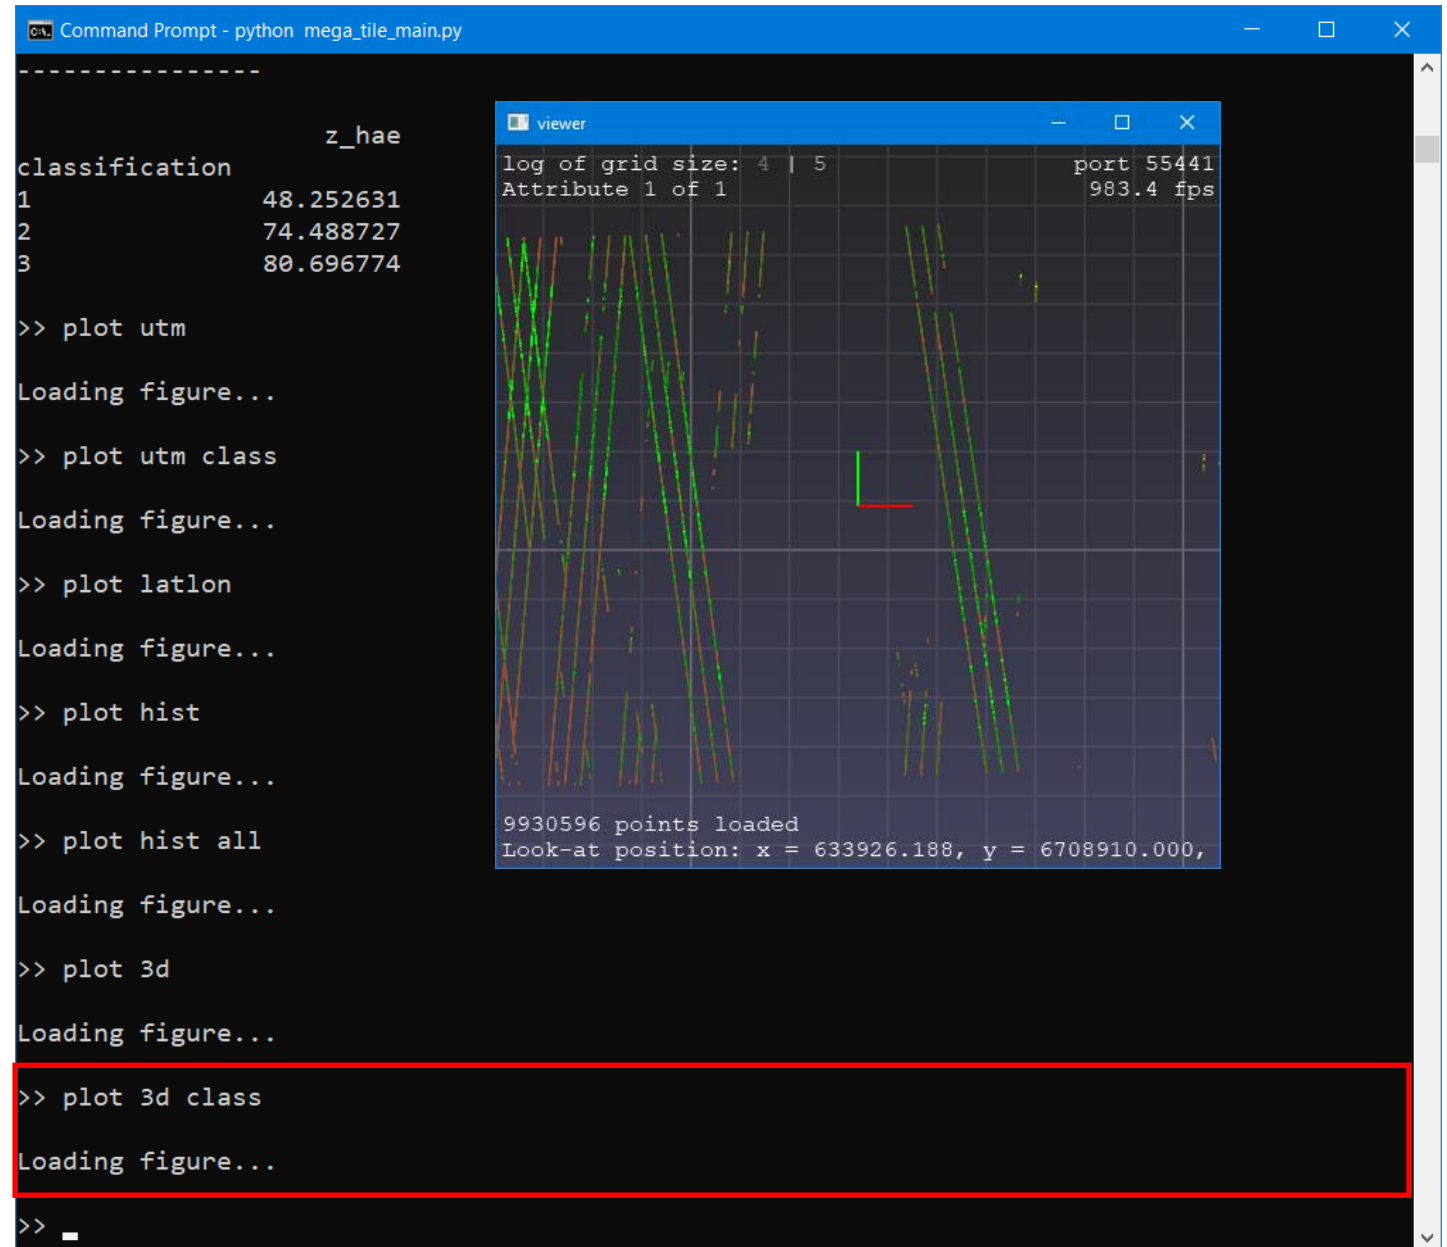 Command Prompt - python  mega_tile_main.py
----------------
z_hae
classification
1 48.252631
2 74.488727
3 80.696774
>> plot utm
Loading figure...
>> plot utm class
Loading figure...
>> plot latlon
Loading figure...
>> plot hist
Loading figure...
>> plot hist all
Loading figure...
>> plot 3d
Loading figure...
>> plot 3d class
Loading figure...
>>
viewer
log of grid size: 4 | 5 port 55441
Attribute 1 of 1 983.4 fps
9930596 points loaded
Look-at position: x = 633926.188, y = 6708910.000,